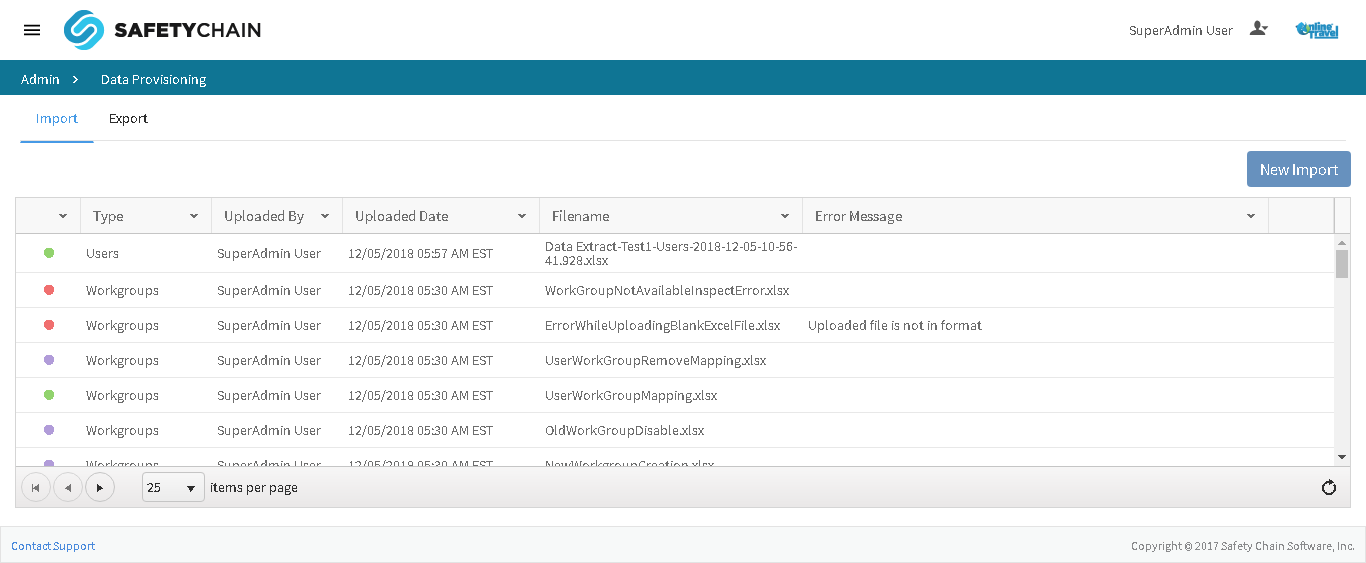 SAFETYCHAIN
SuperAdmin User
Online Travel
Admin > Data Provisioning
Import Export
New Import
Type Uploaded By Uploaded Date Filename Error Message
Users SuperAdmin User 12/05/2018 05:57 AM EST Data Extract-Test1-Users-2018-12-05-10-56-
41.928.xlsx
Workgroups SuperAdmin User 12/05/2018 05:30 AM EST WorkGroupNotAvailableInspectError.xlsx
Workgroups SuperAdmin User 12/05/2018 05:30 AM EST ErrorWhileUploadingBlankExcelFile.xlsx Uploaded file is not in format
Workgroups SuperAdmin User 12/05/2018 05:30 AM EST UserWorkGroupRemoveMapping.xlsx
Workgroups SuperAdmin User 12/05/2018 05:30 AM EST UserWorkGroupMapping.xlsx
Workgroups SuperAdmin User 12/05/2018 05:30 AM EST OldWorkGroupDisable.xlsx
Workgroups SuperAdmin User 12/05/2018 05:30 AM EST NewWorkgroupCreation.xlsx
25 items per page
Contact Support
Copyright © 2017 Safety Chain Software, Inc.